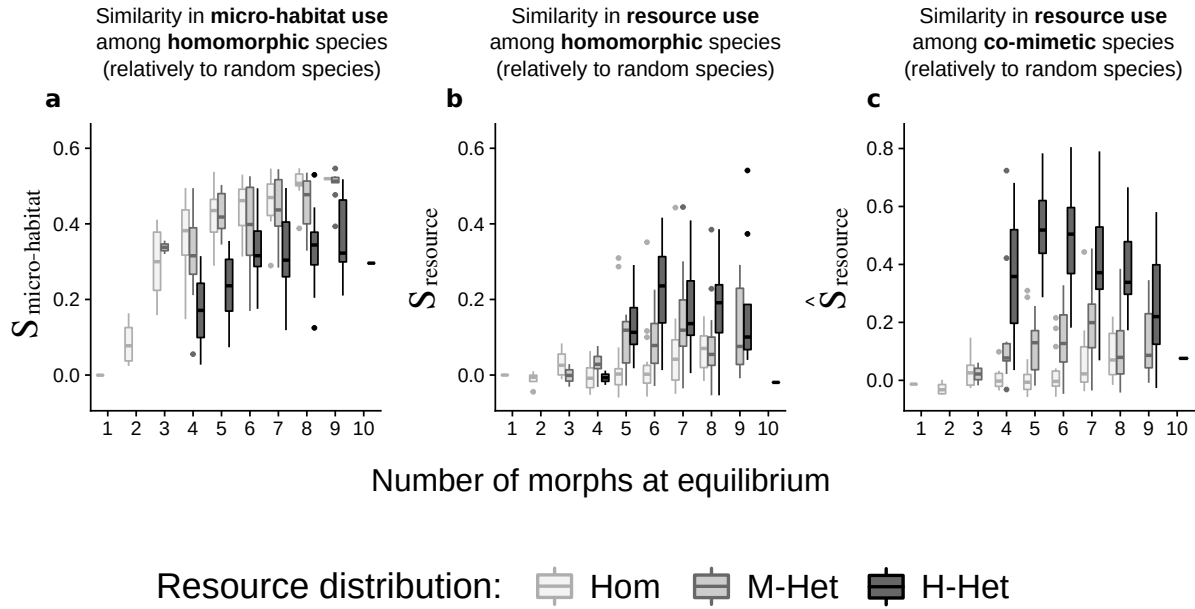 Similarity in micro-habitat use
among homomorphic species
(relatively to random species)
Similarity in resource use
among homomorphic species
(relatively to random species)
Similarity in resource use
among co-mimetic species
(relatively to random species)
a
b
c
S micro-habitat
0.6
0.4
0.2
0.0
1 2 3 4 5 6 7 8 9 10
S resource
0.6
0.4
0.2
0.0
1 2 3 4 5 6 7 8 9 10
Ŝ resource
0.8
0.6
0.4
0.2
0.0
1 2 3 4 5 6 7 8 9 10
Number of morphs at equilibrium
Resource distribution: Hom M-Het H-Het